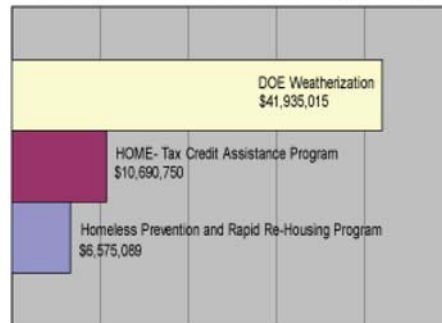 DOE Weatherization
$41,935,015
HOME- Tax Credit Assistance Program
$10,690,750
Homeless Prevention and Rapid Re-Housing Program
$6,575,089